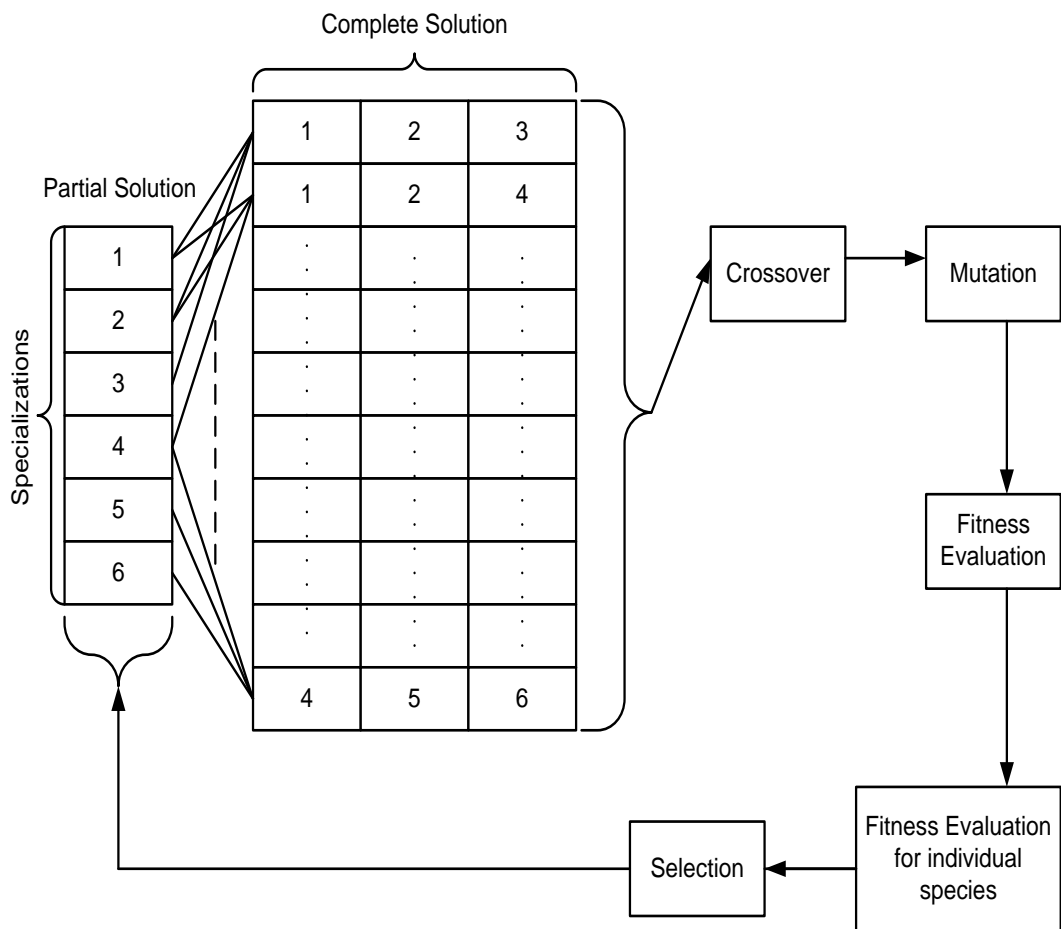 Complete Solution
1 2 3
1 2 4
4 5 6
Partial Solution
Specializations
1
2
3
4
5
6
Crossover
Mutation
Fitness
Evaluation
Fitness Evaluation
for individual
species
Selection